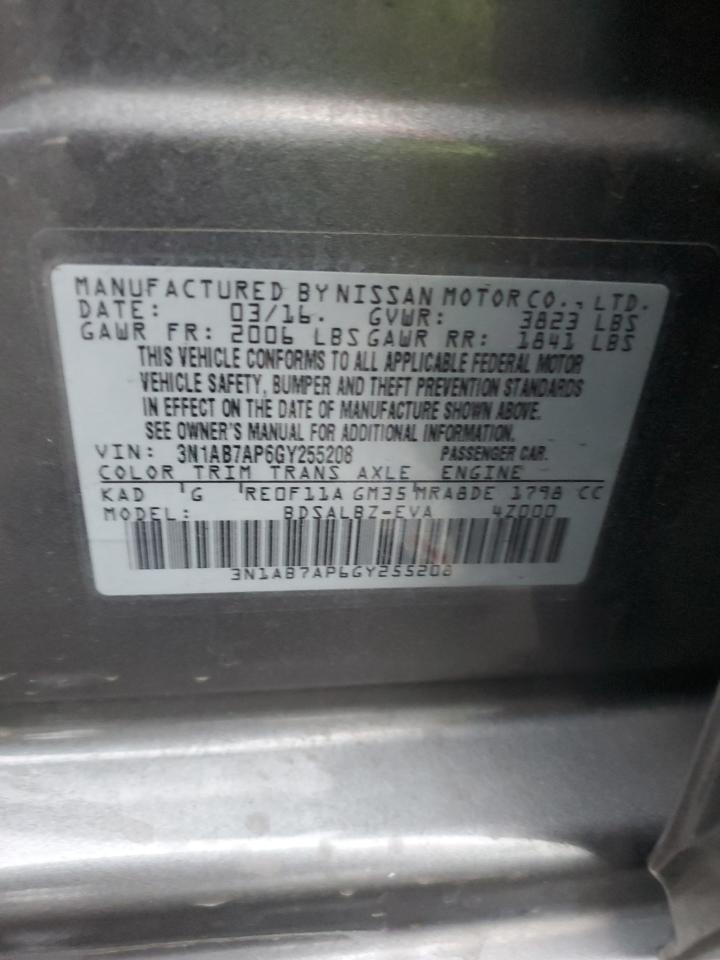 MANUFACTURED BY NISSAN MOTOR CO., LTD.
DATE: 03/16. GVWR: 3823 LBS
GAWR FR: 2006 LBS GAWR RR: 1841 LBS
THIS VEHICLE CONFORMS TO ALL APPLICABLE FEDERAL MOTOR
VEHICLE SAFETY, BUMPER AND THEFT PREVENTION STANDARDS
IN EFFECT ON THE DATE OF MANUFACTURE SHOWN ABOVE.
SEE OWNER'S MANUAL FOR ADDITIONAL INFORMATION.
VIN: 3N1AB7AP6GY255208 PASSENGER CAR.
COLOR TRIM TRANS AXLE ENGINE
KAD G RE0F11A GM35 MRA8DE 1798 CC
MODEL: BDSALBZ-EVA 4Z000
3N1AB7AP6GY255208